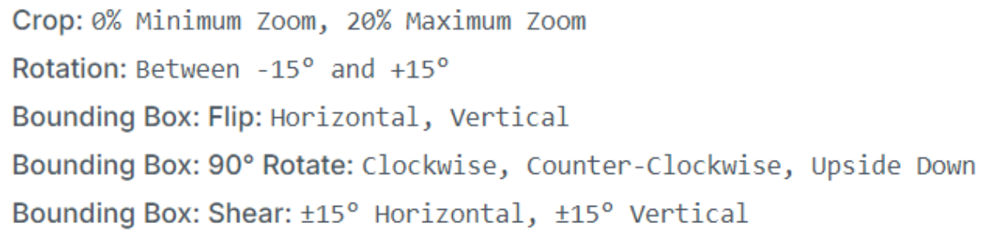 Crop: 0% Minimum Zoom, 20% Maximum Zoom
Rotation: Between -15° and +15°
Bounding Box: Flip: Horizontal, Vertical
Bounding Box: 90° Rotate: Clockwise, Counter-Clockwise, Upside Down
Bounding Box: Shear: ±15° Horizontal, ±15° Vertical